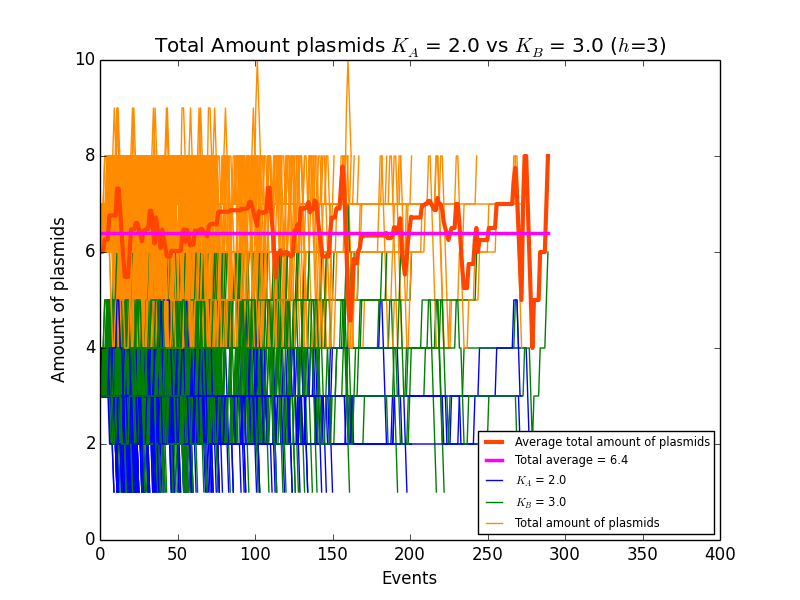 Total Amount plasmids K_A = 2.0 vs K_B = 3.0 (h=3)
10
8
6
4
2
0
Amount of plasmids
Average total amount of plasmids
Total average = 6.4
K_A = 2.0
K_B = 3.0
Total amount of plasmids
0 50 100 150 200 250 300 350 400
Events